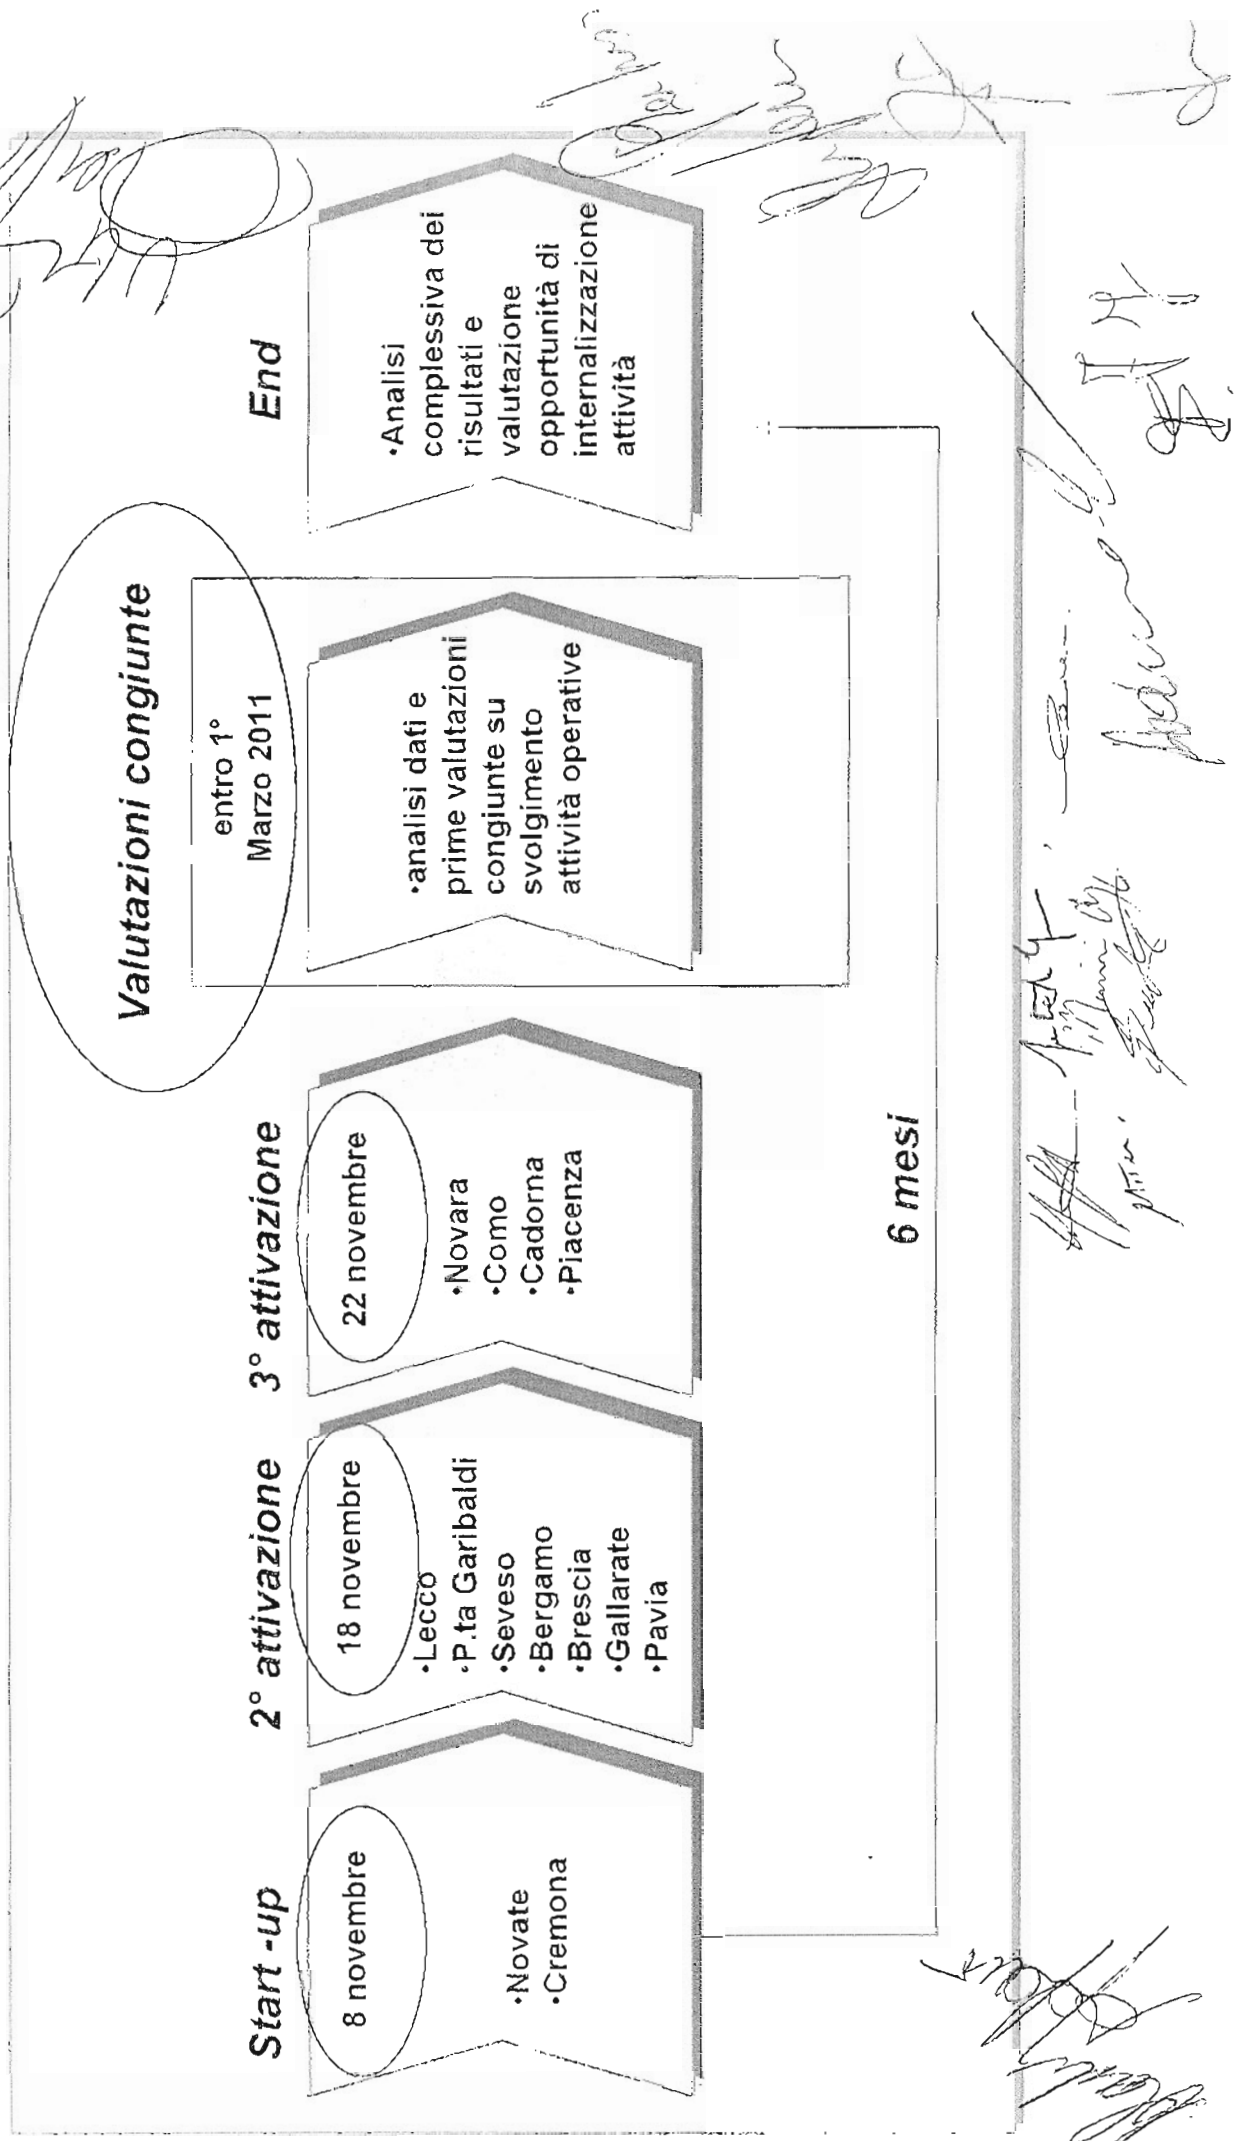 Valutazioni congiunte
Start -up
2° attivazione
3° attivazione
End
8 novembre
•Novate
•Cremona
18 novembre
•Lecco
•P.ta Garibaldi
•Seveso
•Bergamo
•Brescia
•Gallarate
•Pavia
22 novembre
•Novara
•Como
•Cadorna
•Piacenza
entro 1°
Marzo 2011
•analisi dati e
prime valutazioni
congiunte su
svolgimento
attività operative
•Analisi
complessiva dei
risultati e
valutazione
opportunità di
internalizzazione
attività
6 mesi